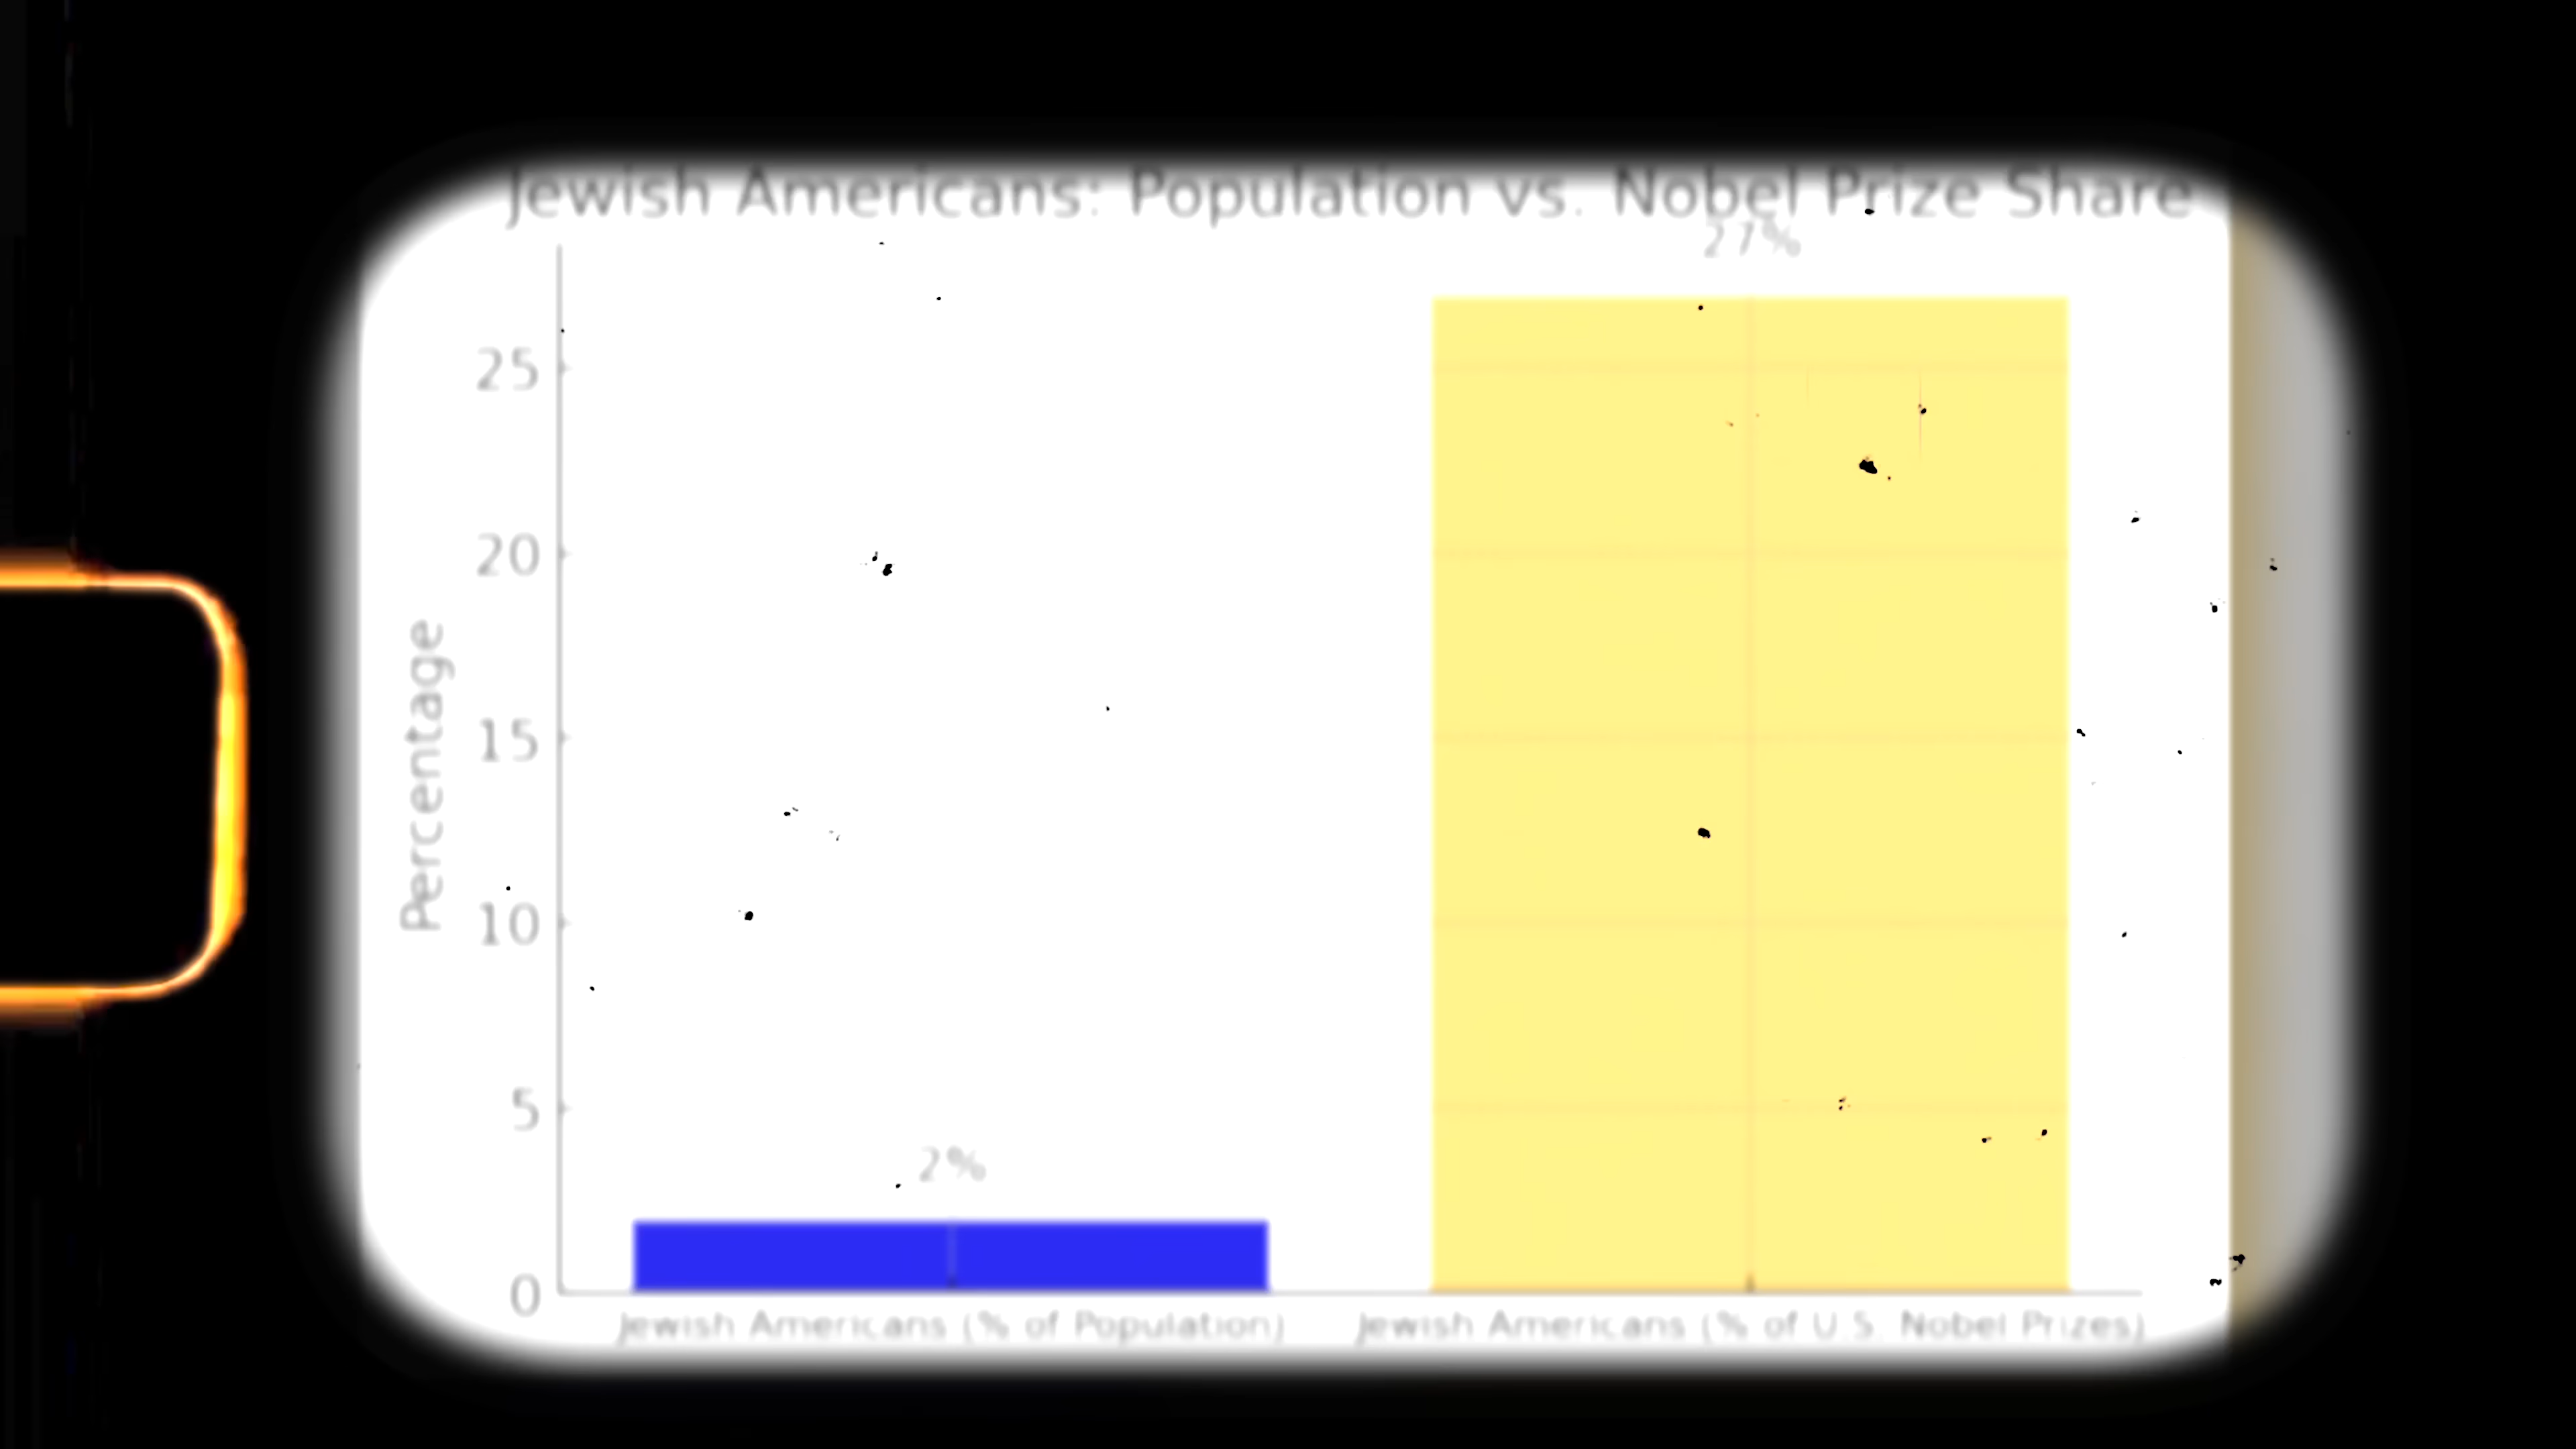 Jewish Americans: Population vs. Nobel Prize Share
27%
25
20
15
10
5
0
Percentage
2%
Jewish Americans (% of Population)
Jewish Americans (% of U.S. Nobel Prizes)